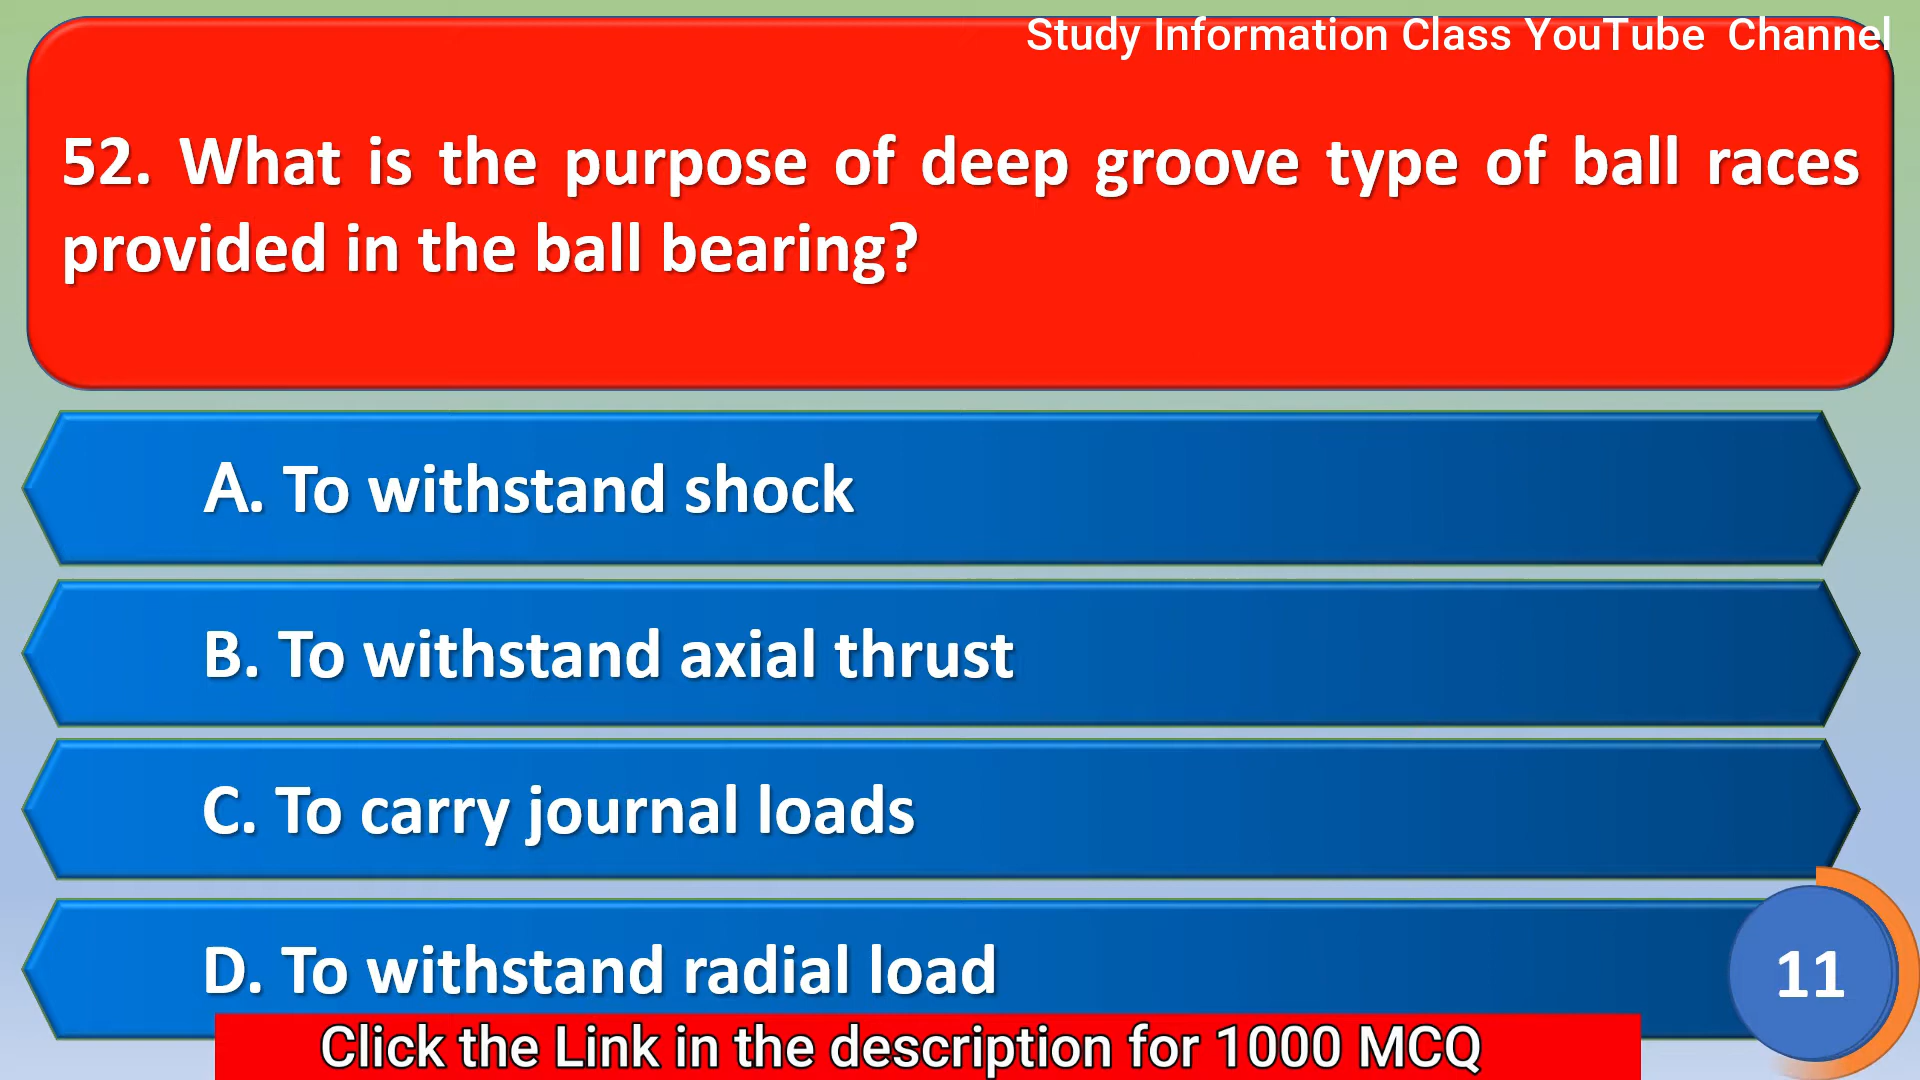 Study Information Class YouTube Channel
52. What is the purpose of deep groove type of ball races
provided in the ball bearing?
A. To withstand shock
B. To withstand axial thrust
C. To carry journal loads
D. To withstand radial load
11
Click the Link in the description for 1000 MCQ